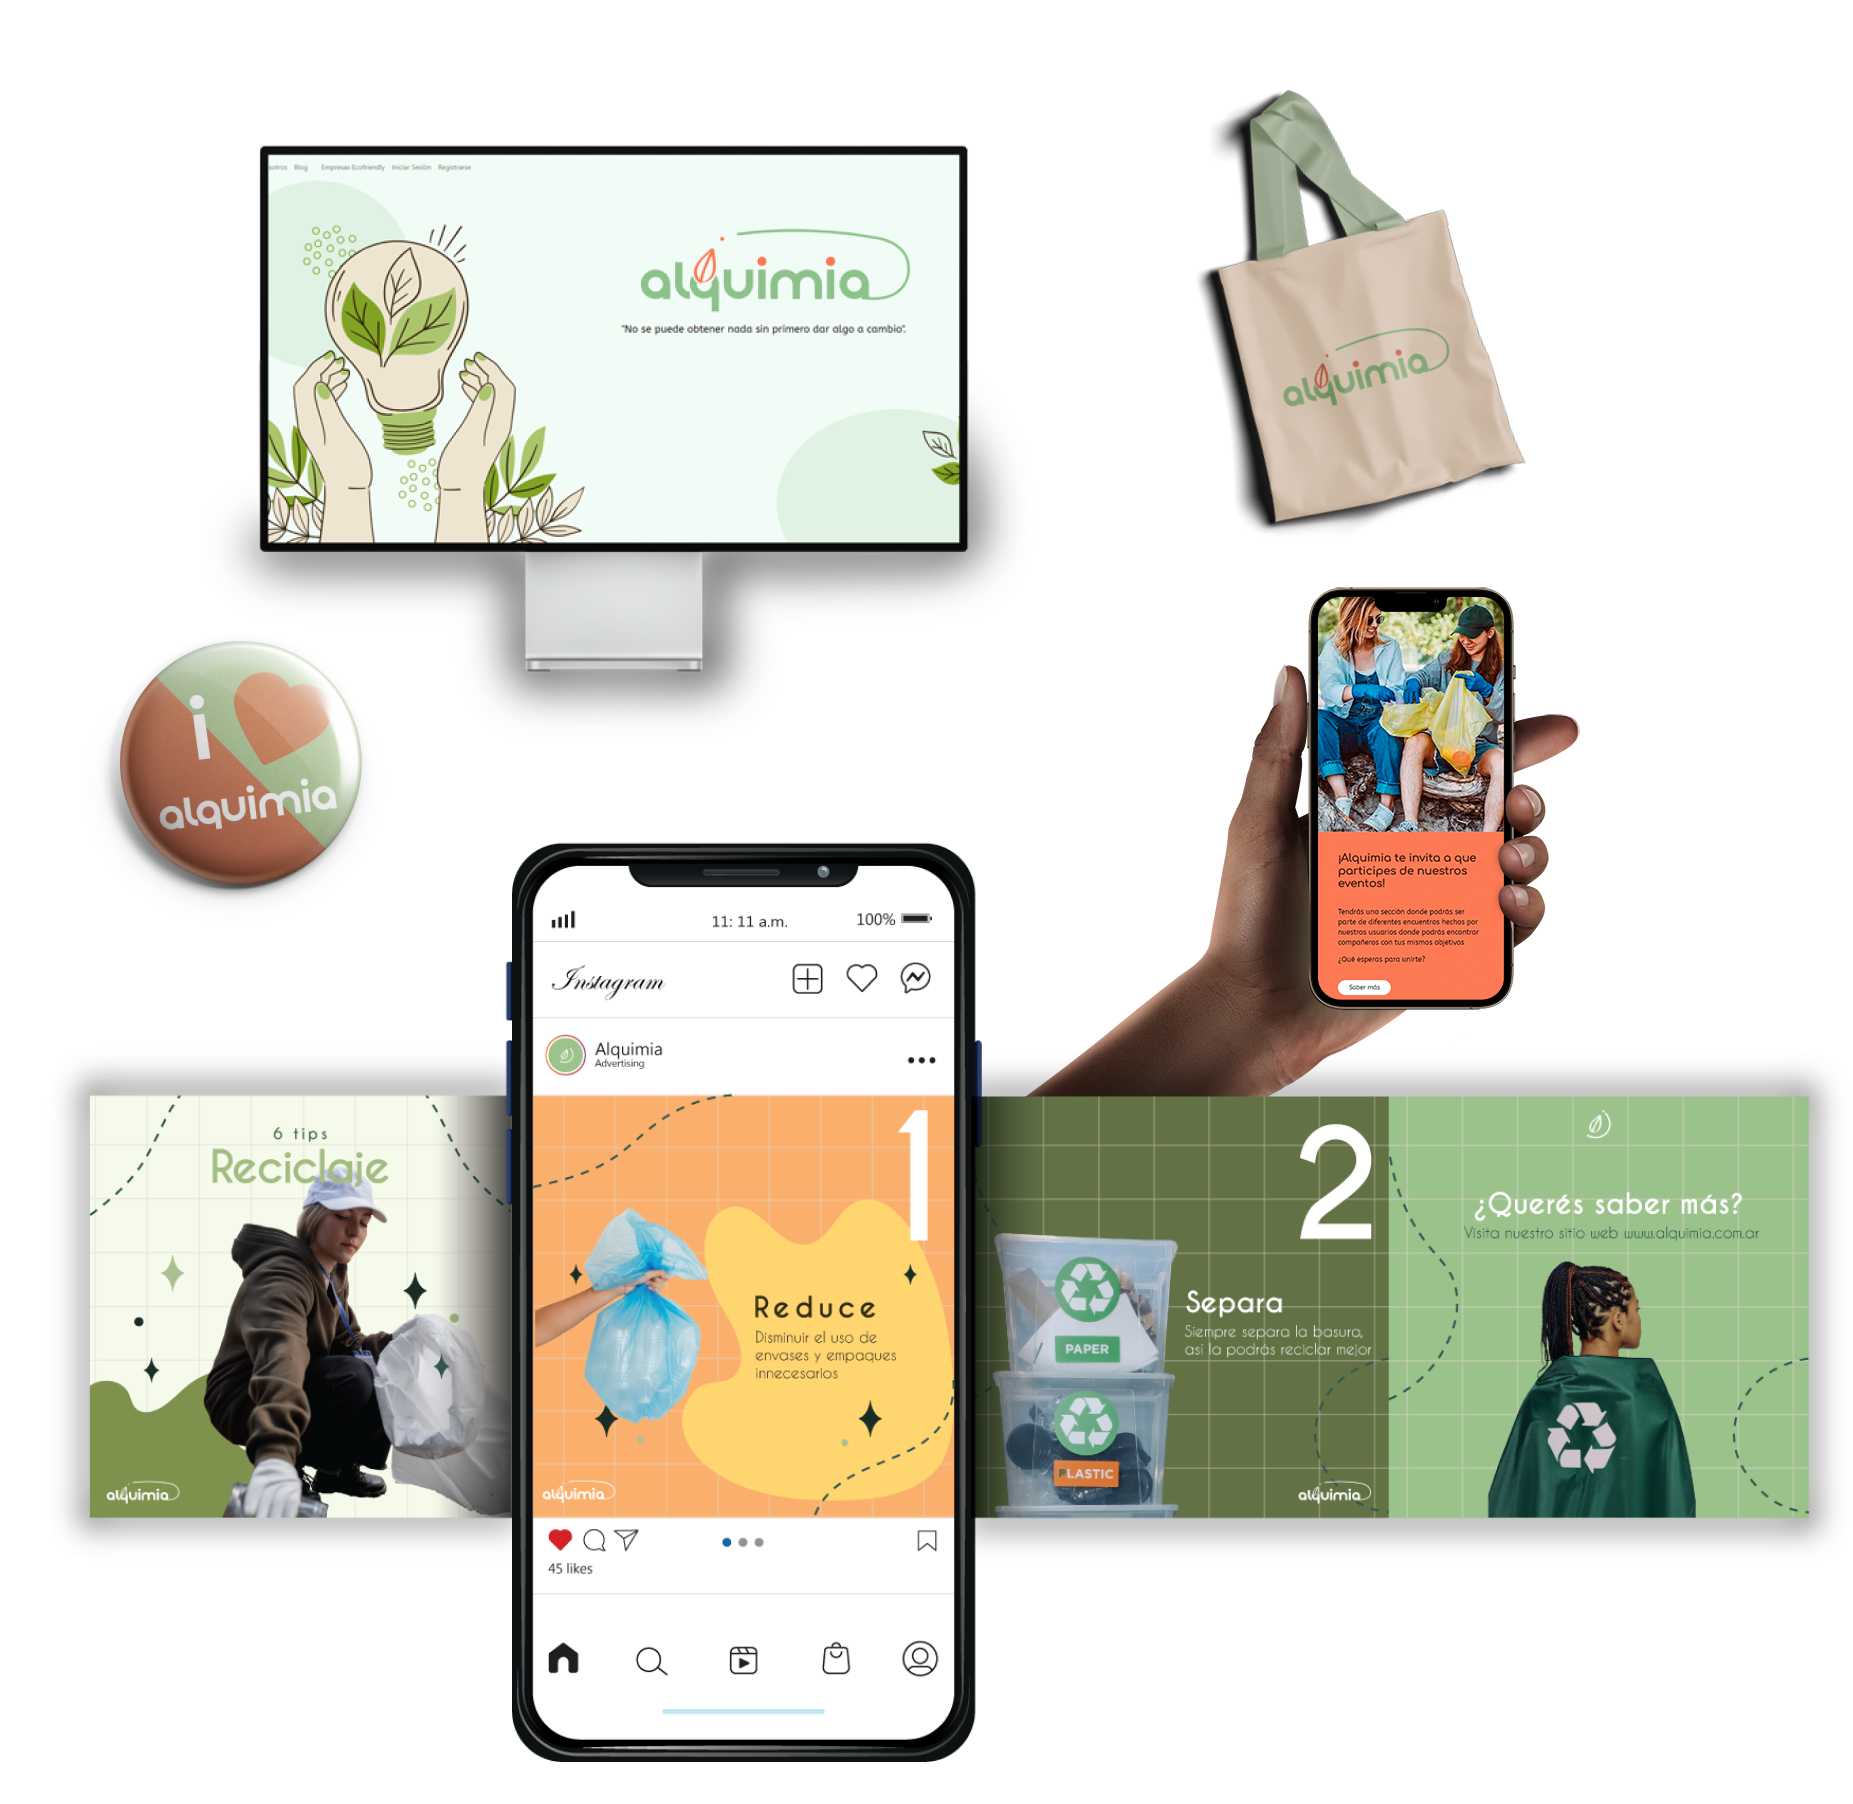 Blog Empresas Ecofriendly Iniciar Sesión Registrarse
alquimia
"No se puede obtener nada sin primero dar algo a cambio".
alquimia
i
alquimia
¡Alquimia te invita a que
participes de nuestros
eventos!
Tendrás una sección donde podrás ser
parte de diferentes encuentros hechos por
nuestros usuarios donde podrás encontrar
compañeros con tus mismos objetivos
¿Qué esperas para unirte?
Saber más
11: 11 a.m.
100%
Instagram
Alquimia
Advertising
6 tips
Reciclaje
alquimia
1
Reduce
Disminuir el uso de
envases y empaques
innecesarios
alquimia
2
Separa
Siempre separa la basura,
asi la podrás reciclar mejor
PAPER
PLASTIC
alquimia
¿Querés saber más?
Visita nuestro sitio web www.alquimia.com.ar
45 likes